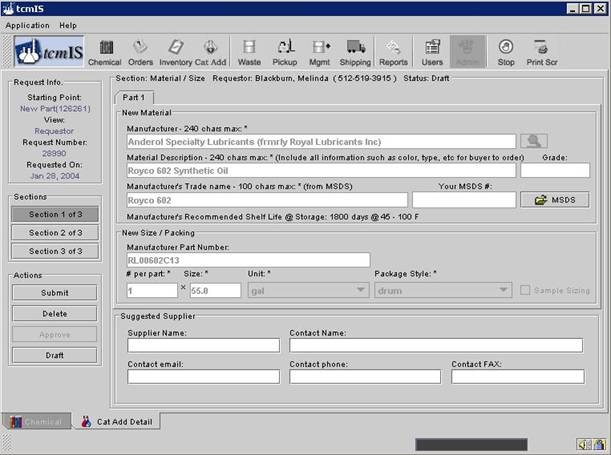 tcmIS
Application Help
tcmIS Chemical Orders Inventory Cat Add Waste Pickup Mgmt Shipping Reports Users Admin Stop Print Scr
Request Info.
Starting Point:
New Part(126261)
View:
Requestor
Request Number:
28990
Requested On:
Jan 28, 2004
Sections
Section 1 of 3
Section 2 of 3
Section 3 of 3
Actions
Submit
Delete
Approve
Draft
Section: Material / Size Requestor: Blackburn, Melinda ( 512-519-3915 ) Status: Draft
Part 1
New Material
Manufacturer - 240 chars max: *
Anderol Specialty Lubricants (frmrly Royal Lubricants Inc)
Material Description - 240 chars max: * (Include all information such as color, type, etc for buyer to order) Grade:
Royco 602 Synthetic Oil
Manufacturer's Trade name - 100 chars max: * (from MSDS) Your MSDS #:
Royco 602 MSDS
Manufacturer's Recommended Shelf Life @ Storage: 1800 days @ 45 - 100 F
New Size / Packing
Manufacturer Part Number:
RL00602C13
# per part: * Size: * Unit: * Package Style: *
1 × 55.0 gal drum Sample Sizing
Suggested Supplier
Supplier Name: Contact Name:
Contact email: Contact phone: Contact FAX:
Chemical Cat Add Detail